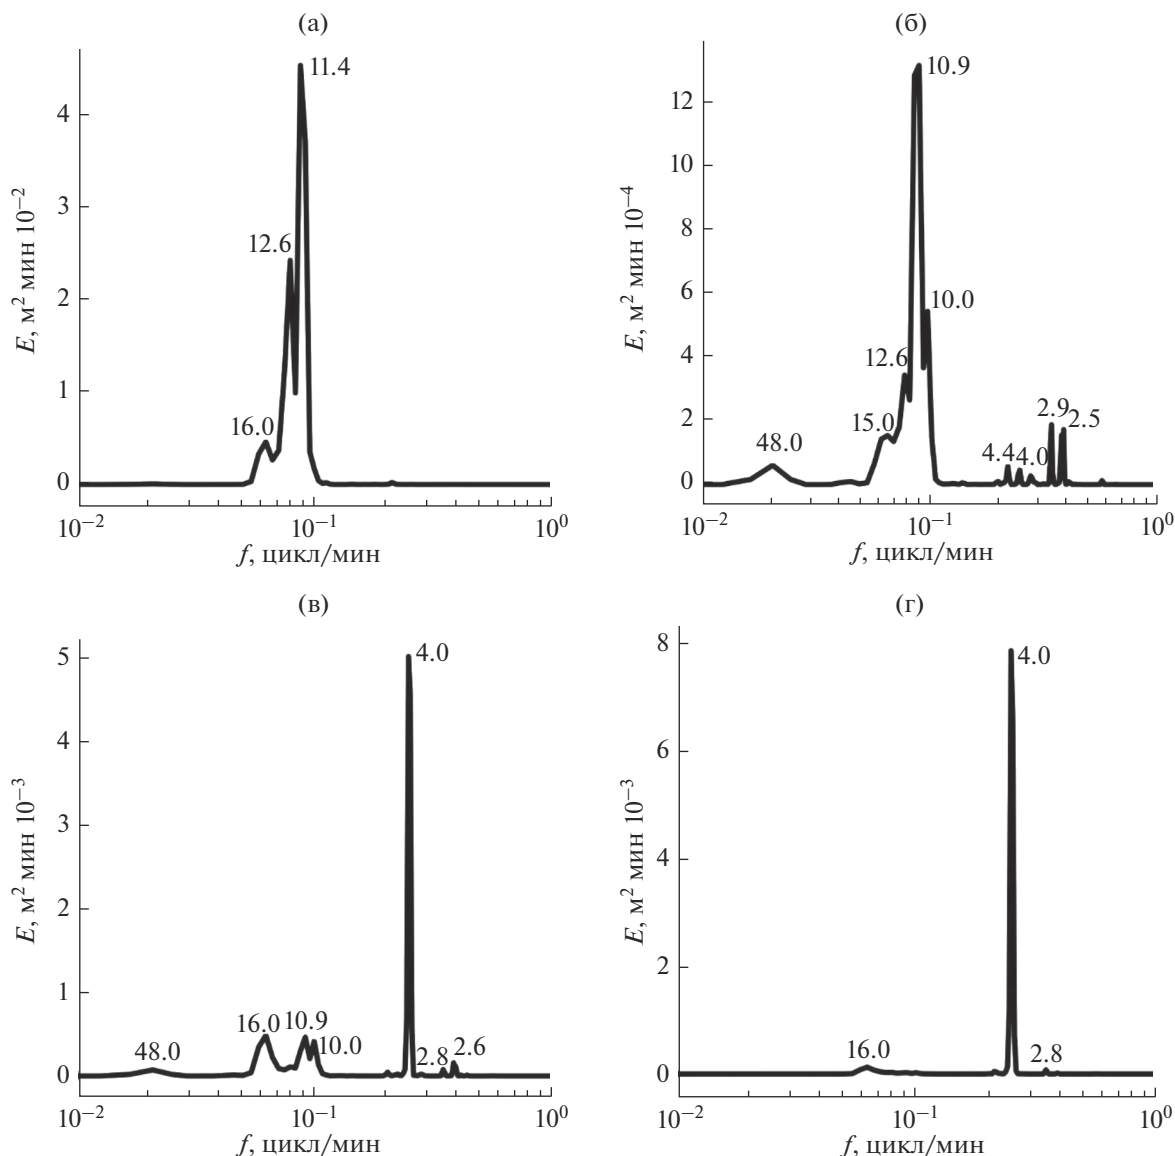 (а)
E, м² мин 10⁻²
4
3
2
1
0
11.4
12.6
16.0
10⁻² 10⁻¹ 10⁰
f, цикл/мин
(б)
E, м² мин 10⁻⁴
12
10
8
6
4
2
0
10.9
10.0
12.6
15.0
48.0
4.4
4.0
2.9
2.5
10⁻² 10⁻¹ 10⁰
f, цикл/мин
(в)
E, м² мин 10⁻³
5
4
3
2
1
0
4.0
48.0
16.0
10.9
10.0
2.8
2.6
10⁻² 10⁻¹ 10⁰
f, цикл/мин
(г)
E, м² мин 10⁻³
8
6
4
2
0
4.0
16.0
2.8
10⁻² 10⁻¹ 10⁰
f, цикл/мин